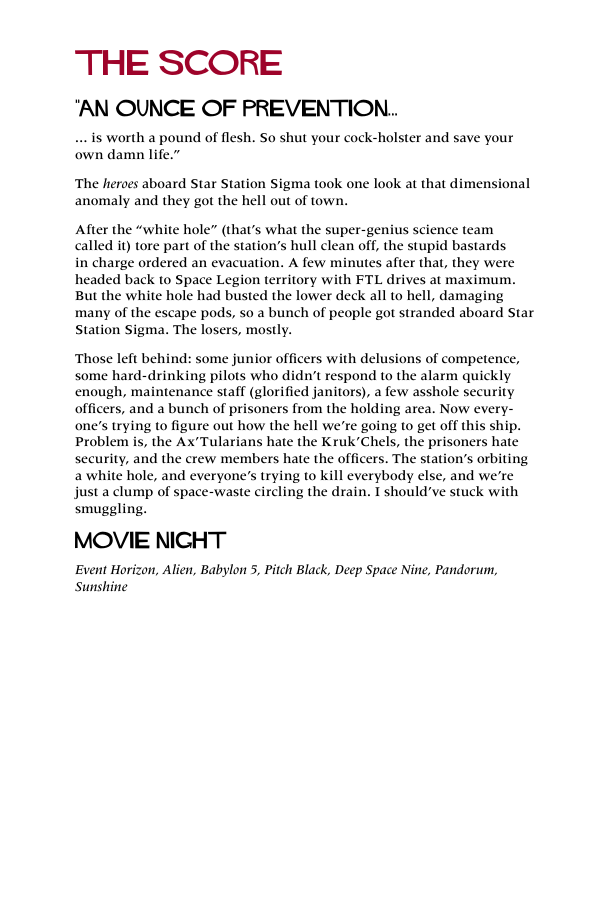 THE SCORE
"AN OUNCE OF PREVENTION...
... is worth a pound of flesh. So shut your cock-holster and save your
own damn life.”
The heroes aboard Star Station Sigma took one look at that dimensional
anomaly and they got the hell out of town.
After the “white hole” (that’s what the super-genius science team
called it) tore part of the station’s hull clean off, the stupid bastards
in charge ordered an evacuation. A few minutes after that, they were
headed back to Space Legion territory with FTL drives at maximum.
But the white hole had busted the lower deck all to hell, damaging
many of the escape pods, so a bunch of people got stranded aboard Star
Station Sigma. The losers, mostly.
Those left behind: some junior officers with delusions of competence,
some hard-drinking pilots who didn’t respond to the alarm quickly
enough, maintenance staff (glorified janitors), a few asshole security
officers, and a bunch of prisoners from the holding area. Now every-
one’s trying to figure out how the hell we’re going to get off this ship.
Problem is, the Ax’Tularians hate the Kruk’Chels, the prisoners hate
security, and the crew members hate the officers. The station’s orbiting
a white hole, and everyone’s trying to kill everybody else, and we’re
just a clump of space-waste circling the drain. I should’ve stuck with
smuggling.
MOVIE NIGHT
Event Horizon, Alien, Babylon 5, Pitch Black, Deep Space Nine, Pandorum,
Sunshine